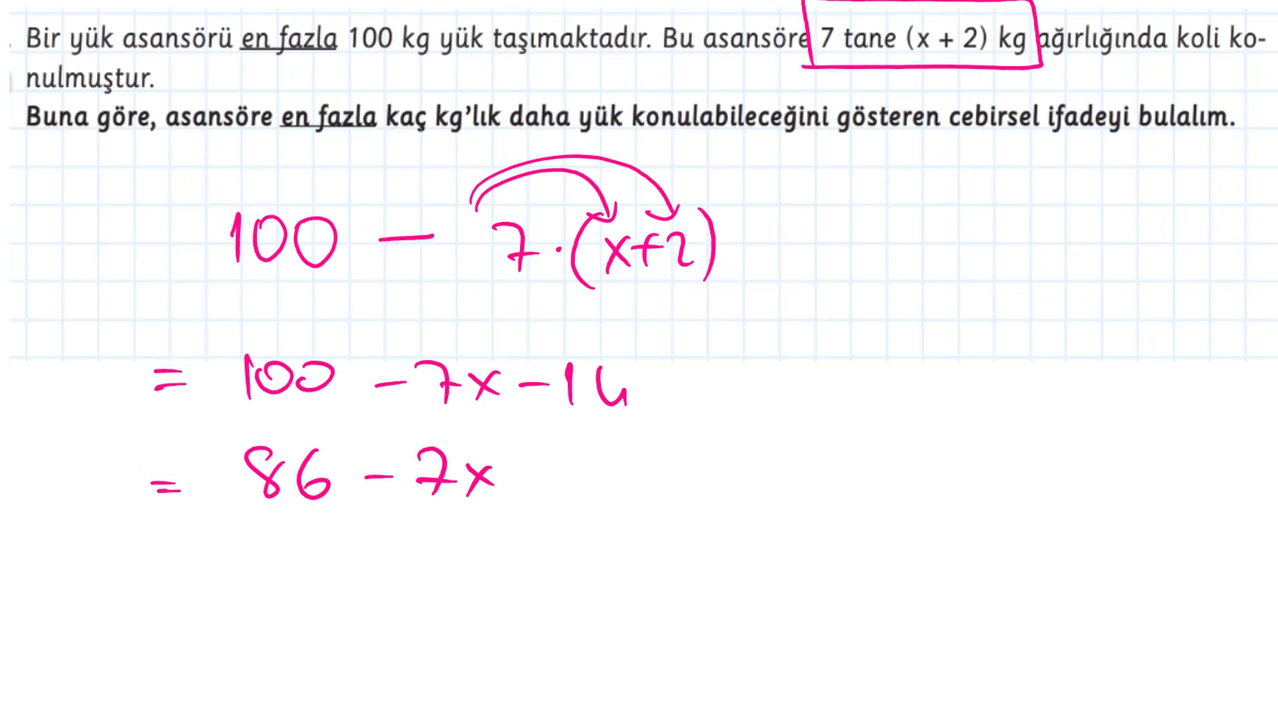 Bir yük asansörü en fazla 100 kg yük taşımaktadır. Bu asansöre 7 tane (x + 2) kg ağırlığında koli ko-
nulmuştur.
Buna göre, asansöre en fazla kaç kg'lık daha yük konulabileceğini gösteren cebirsel ifadeyi bulalım.
100 - 7·(x+2)
= 100 - 7x - 14
= 86 - 7x